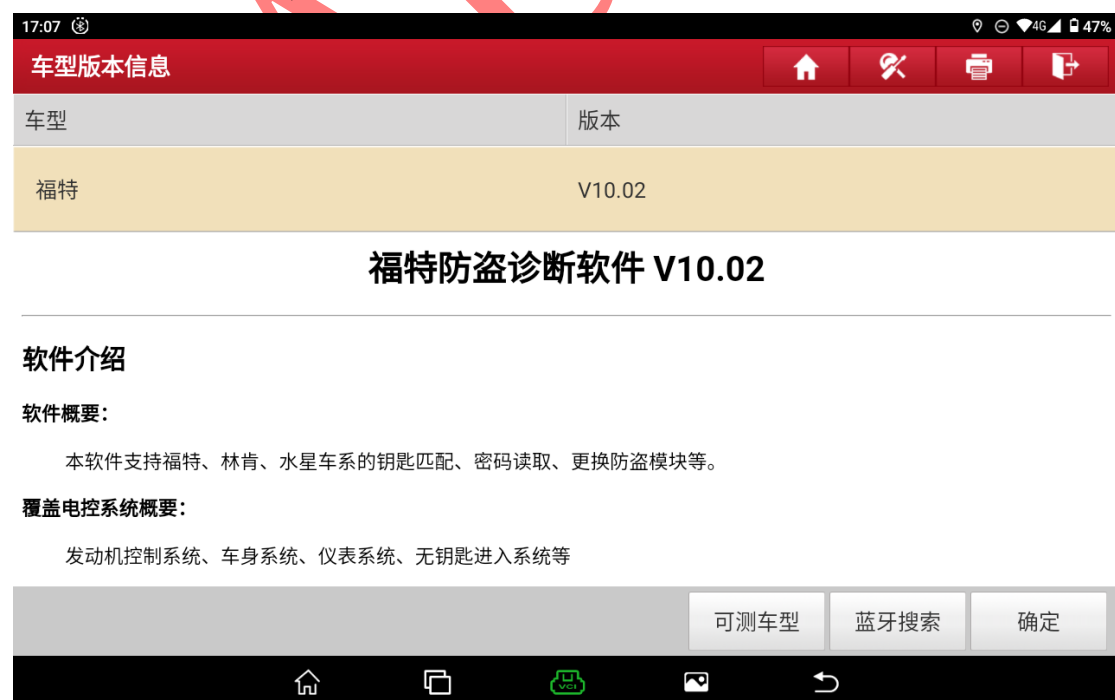 17:07 4G 47%
车型版本信息
车型 版本
福特 V10.02
福特防盗诊断软件 V10.02
软件介绍
软件概要：
本软件支持福特、林肯、水星车系的钥匙匹配、密码读取、更换防盗模块等。
覆盖电控系统概要：
发动机控制系统、车身系统、仪表系统、无钥匙进入系统等
可测车型 蓝牙搜索 确定
VCI